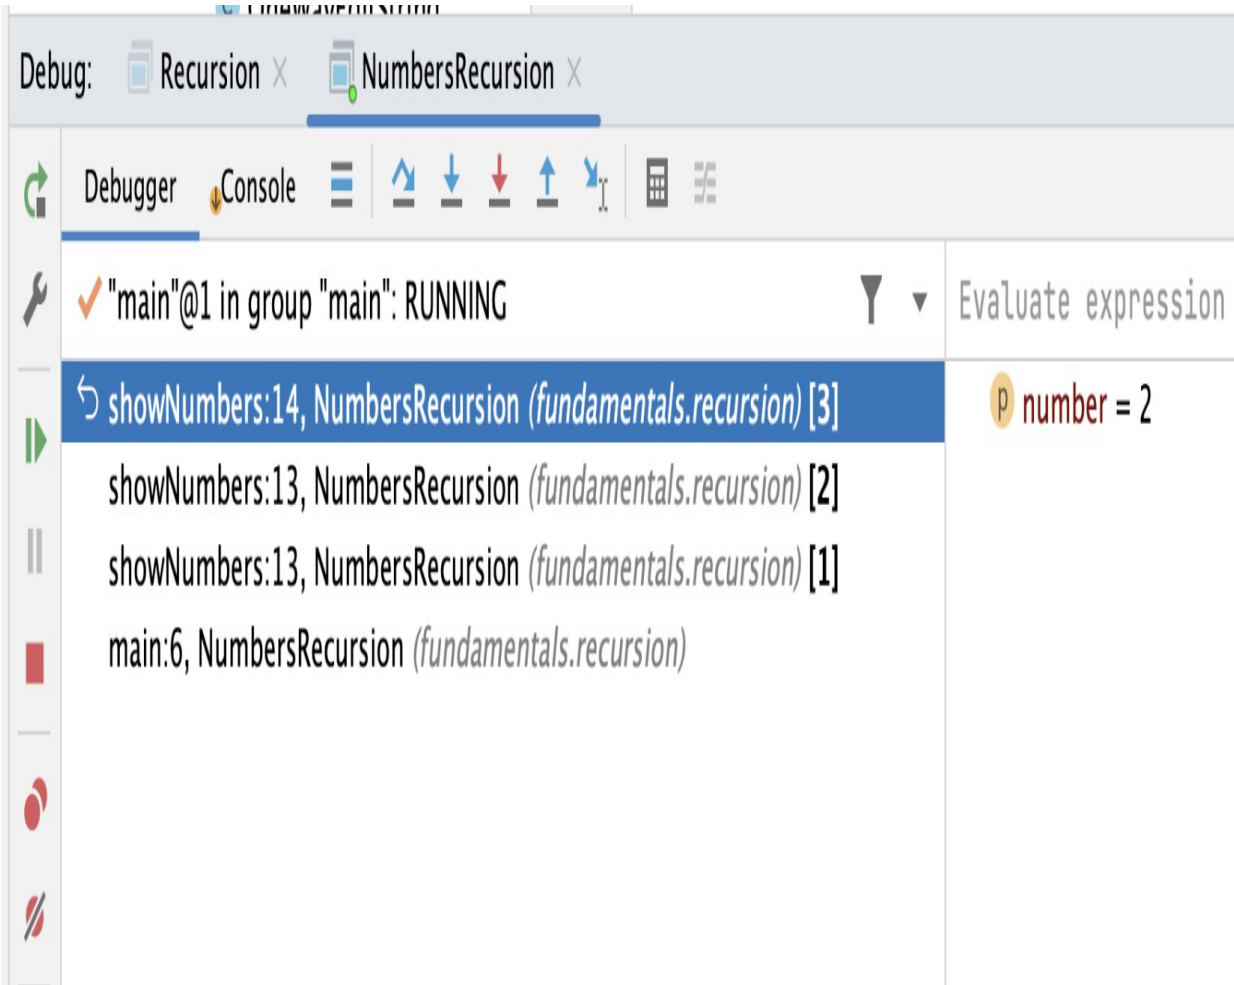 Debug: Recursion NumbersRecursion
Debugger Console
"main"@1 in group "main": RUNNING
Evaluate expression
showNumbers:14, NumbersRecursion (fundamentals.recursion) [3]
p number = 2
showNumbers:13, NumbersRecursion (fundamentals.recursion) [2]
showNumbers:13, NumbersRecursion (fundamentals.recursion) [1]
main:6, NumbersRecursion (fundamentals.recursion)